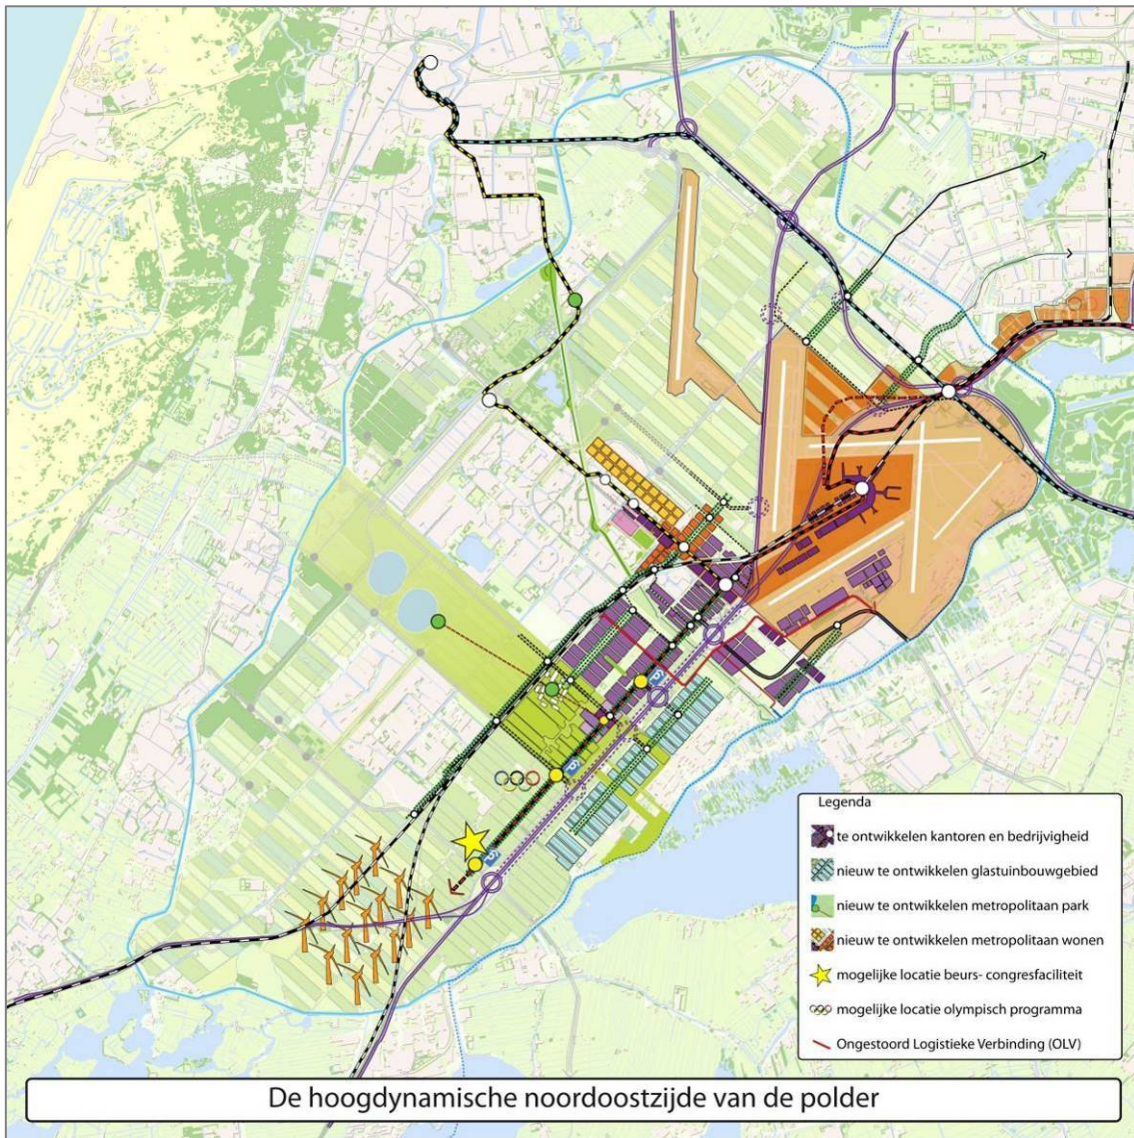 Legenda
te ontwikkelen kantoren en bedrijvigheid
nieuw te ontwikkelen glastuinbouwgebied
nieuw te ontwikkelen metropolitaan park
nieuw te ontwikkelen metropolitaan wonen
mogelijke locatie beurs- congresfaciliteit
mogelijke locatie olympisch programma
Ongestoord Logistieke Verbinding (OLV)
De hoogdynamische noordoostzijde van de polder